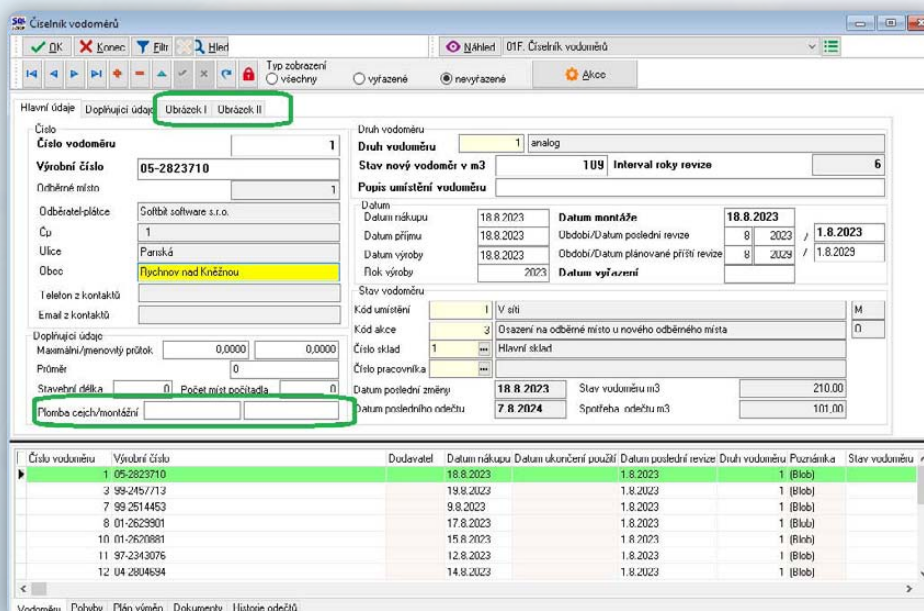 Číselník vodoměrů
OK Konec Filtr Hled Náhled 01F. Číselník vodoměrů
Typ zobrazení
všechny vyřazené nevyřazené Akce
Hlavní údaje Doplňující údaje Obrázek I Obrázek II
Číslo
Číslo vodoměru 1
Výrobní číslo 05-2823710
Odběrné místo 1
Odběratel-plátce Softbit software s.r.o.
Čp 1
Ulice Panská
Obec Rychnov nad Kněžnou
Telefon z kontaktů
Email z kontaktů
Doplňující údaje
Maximální/jmenovitý průtok 0,0000 0,0000
Průměr 0
Stavební délka 0 Počet míst počítadla 0
Plomba cejch/montážní
Druh vodoměru
Druh vodoměru 1 analog
Stav nový vodoměr v m3 109 Interval roky revize 6
Popis umístění vodoměru
Datum
Datum nákupu 18.8.2023 Datum montáže 18.8.2023
Datum příjmu 18.8.2023 Období/Datum poslední revize 8 2023 / 1.8.2023
Datum výroby 18.8.2023 Období/Datum plánované příští revize 8 2029 / 1.8.2029
Rok výroby 2023 Datum vyřazení
Stav vodoměru
Kód umístění 1 V síti M
Kód akce 3 Osazení na odběrné místo u nového odběrného místa O
Číslo sklad 1 ... Hlavní sklad
Číslo pracovníka ...
Datum poslední změny 18.8.2023 Stav vodoměru m3 210.00
Datum posledního odečtu 7.8.2024 Spotřeba odečtu m3 101.00
Číslo vodoměru Výrobní číslo Dodavatel Datum nákupu Datum ukončení použití Datum poslední revize Druh vodoměru Poznámka Stav vodoměru
1 05-2823710 18.8.2023 1.8.2023 1 (Blob)
3 99-2457713 19.8.2023 1.8.2023 1 (Blob)
7 99-2514453 9.8.2023 1.8.2023 1 (Blob)
8 01-2629901 17.8.2023 1.8.2023 1 (Blob)
10 01-2620881 15.8.2023 1.8.2023 1 (Blob)
11 97-2343076 12.8.2023 1.8.2023 1 (Blob)
12 04-2804694 14.8.2023 1.8.2023 1 (Blob)
Vodoměru Pohyby Plán výměn Dokumenty Historie odečtů